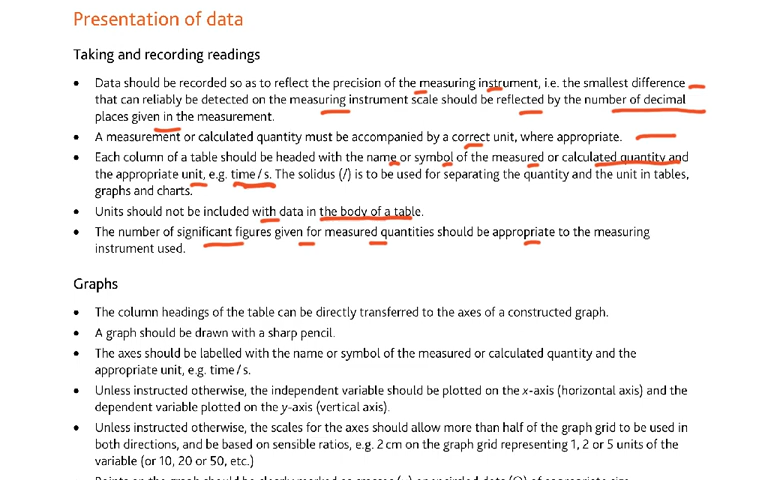 Presentation of data
Taking and recording readings
• Data should be recorded so as to reflect the precision of the measuring instrument, i.e. the smallest difference
that can reliably be detected on the measuring instrument scale should be reflected by the number of decimal
places given in the measurement.
• A measurement or calculated quantity must be accompanied by a correct unit, where appropriate.
• Each column of a table should be headed with the name or symbol of the measured or calculated quantity and
the appropriate unit, e.g. time / s. The solidus (/) is to be used for separating the quantity and the unit in tables,
graphs and charts.
• Units should not be included with data in the body of a table.
• The number of significant figures given for measured quantities should be appropriate to the measuring
instrument used.
Graphs
• The column headings of the table can be directly transferred to the axes of a constructed graph.
• A graph should be drawn with a sharp pencil.
• The axes should be labelled with the name or symbol of the measured or calculated quantity and the
appropriate unit, e.g. time / s.
• Unless instructed otherwise, the independent variable should be plotted on the x-axis (horizontal axis) and the
dependent variable plotted on the y-axis (vertical axis).
• Unless instructed otherwise, the scales for the axes should allow more than half of the graph grid to be used in
both directions, and be based on sensible ratios, e.g. 2 cm on the graph grid representing 1, 2 or 5 units of the
variable (or 10, 20 or 50, etc.)